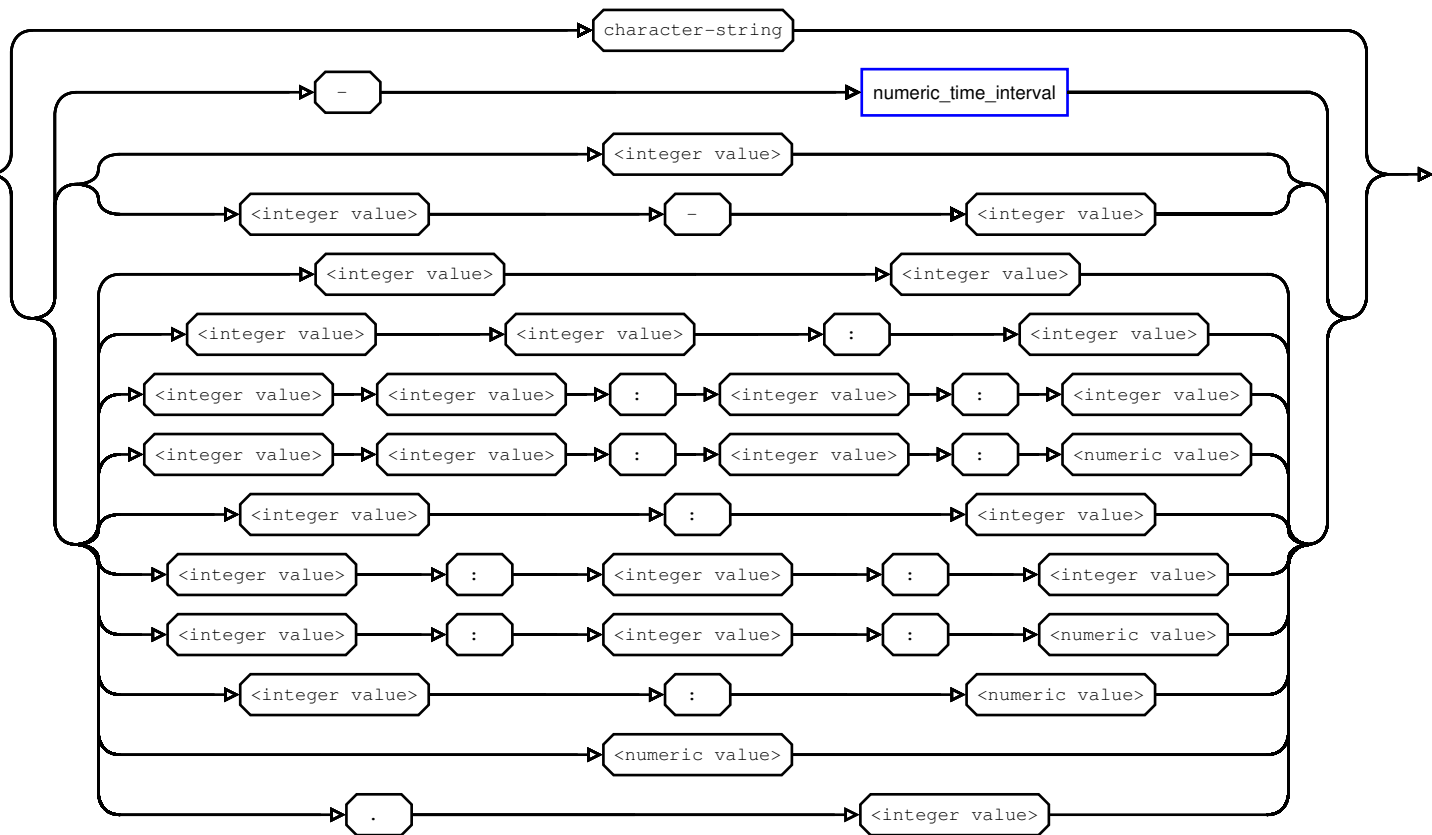 character-string
- numeric_time_interval
<integer value>
<integer value> - <integer value>
<integer value> <integer value>
<integer value> <integer value> : <integer value>
<integer value> <integer value> : <integer value> : <integer value>
<integer value> <integer value> : <integer value> : <numeric value>
<integer value> : <integer value>
<integer value> : <integer value> : <integer value>
<integer value> : <integer value> : <numeric value>
<integer value> : <numeric value>
<numeric value>
. <integer value>